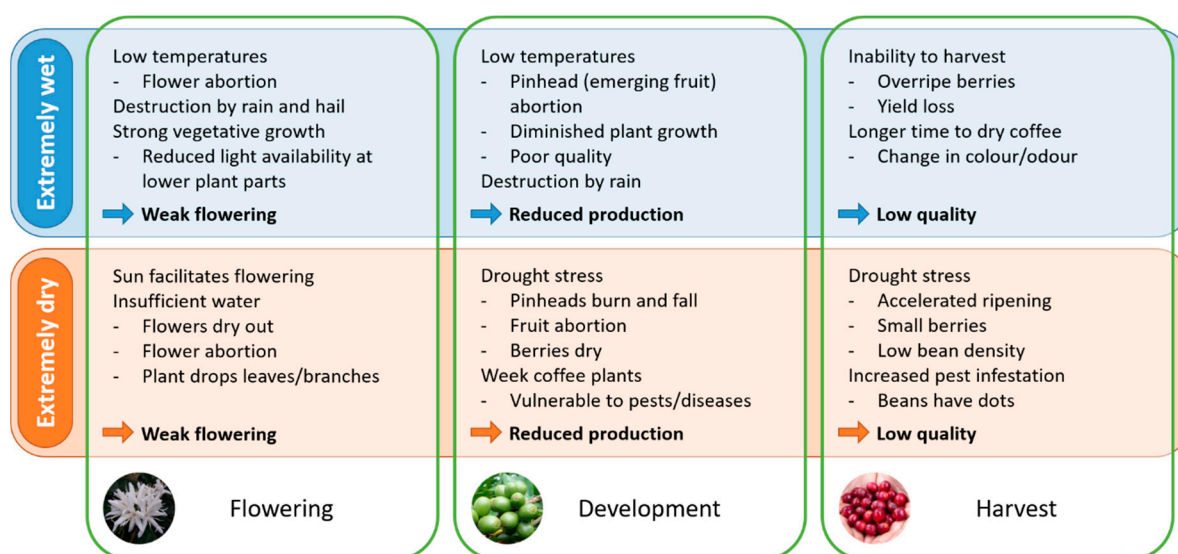 Extremely wet
Low temperatures
- Flower abortion
Destruction by rain and hail
Strong vegetative growth
- Reduced light availability at
lower plant parts
Weak flowering
Low temperatures
- Pinhead (emerging fruit)
abortion
- Diminished plant growth
- Poor quality
Destruction by rain
Reduced production
Inability to harvest
- Overripe berries
- Yield loss
Longer time to dry coffee
- Change in colour/odour
Low quality
Extremely dry
Sun facilitates flowering
Insufficient water
- Flowers dry out
- Flower abortion
- Plant drops leaves/branches
Weak flowering
Drought stress
- Pinheads burn and fall
- Fruit abortion
- Berries dry
Week coffee plants
- Vulnerable to pests/diseases
Reduced production
Drought stress
- Accelerated ripening
- Small berries
- Low bean density
Increased pest infestation
- Beans have dots
Low quality
Flowering
Development
Harvest